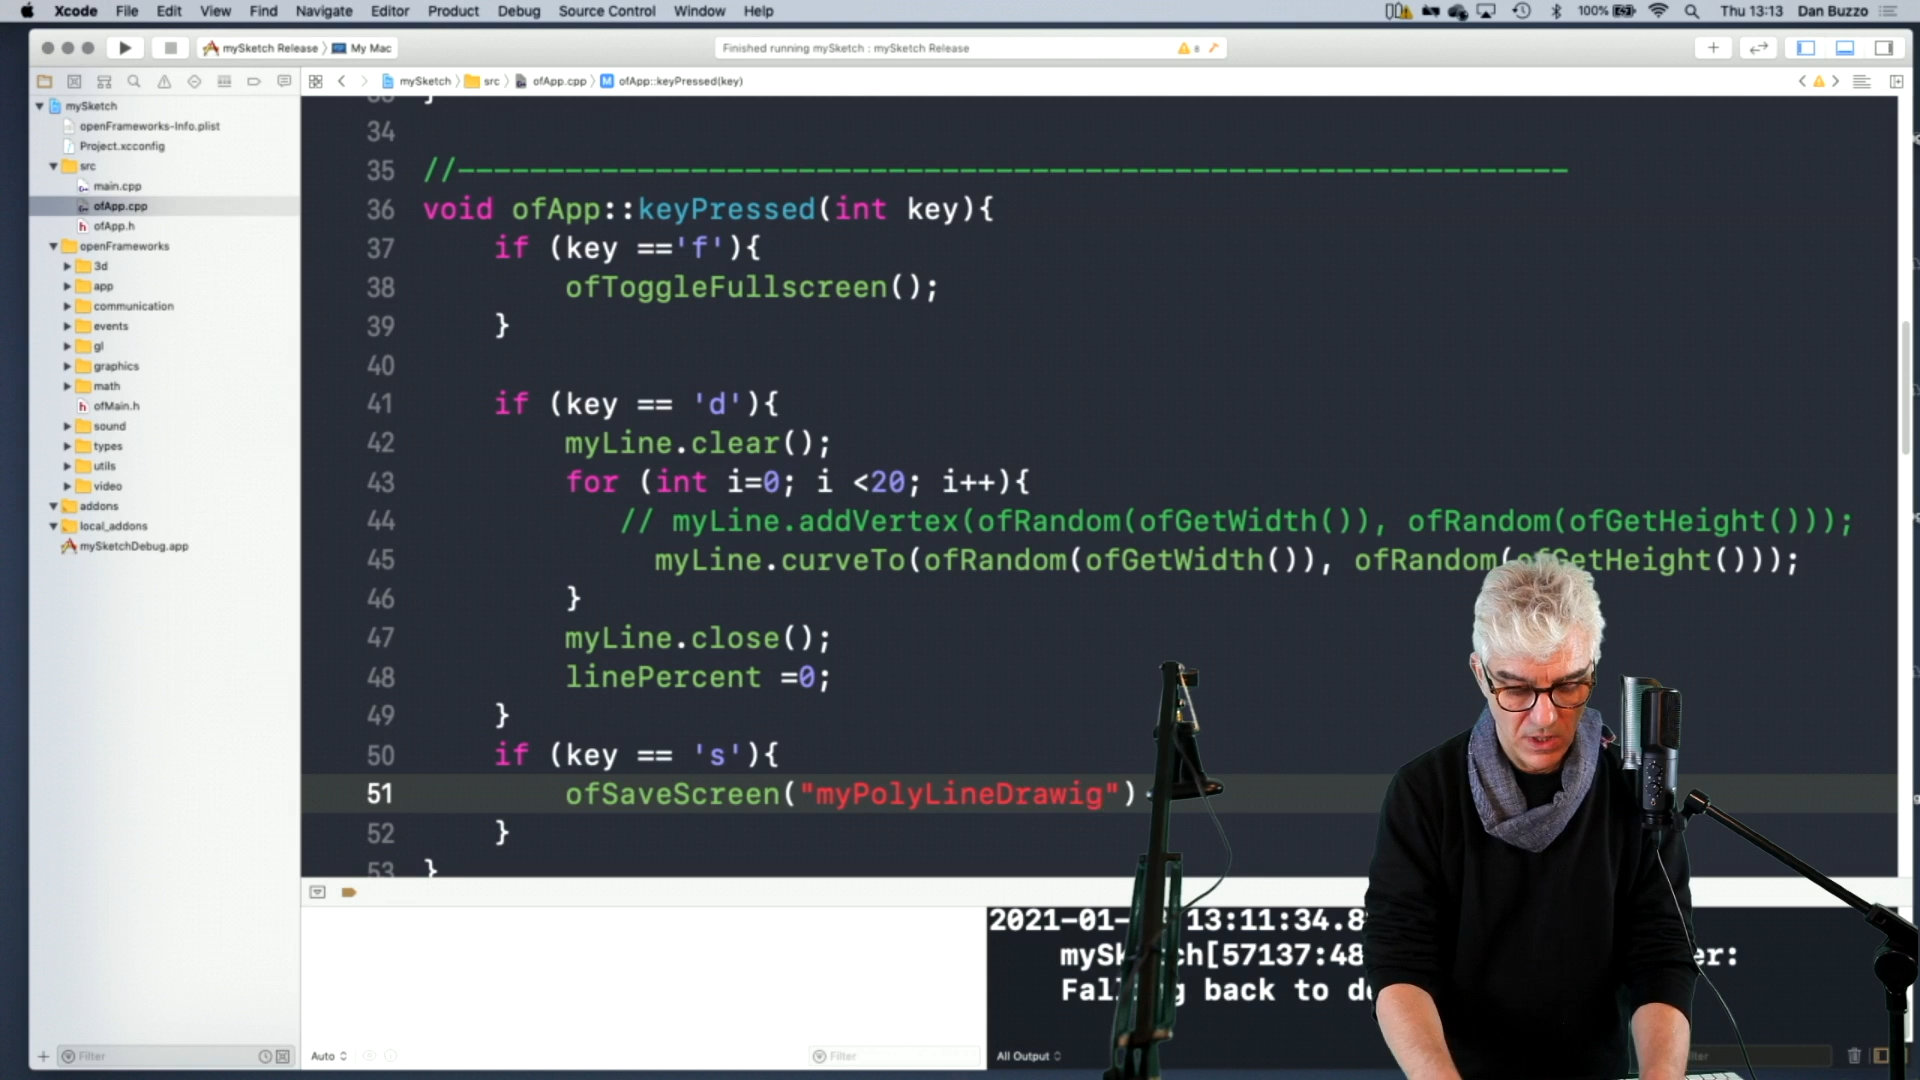 Xcode File Edit View Find Navigate Editor Product Debug Source Control Window Help 100% Thu 13:13 Dan Buzzo
mySketch Release My Mac Finished running mySketch : mySketch Release 8
mySketch src ofApp.cpp M ofApp::keyPressed(key)
mySketch
openFrameworks-Info.plist
Project.xcconfig
src
main.cpp
ofApp.cpp
ofApp.h
openFrameworks
3d
app
communication
events
gl
graphics
math
ofMain.h
sound
types
utils
video
addons
local_addons
mySketchDebug.app
34
35 //--------------------------------------------------------------
36 void ofApp::keyPressed(int key){
37 if (key =='f'){
38 ofToggleFullscreen();
39 }
40
41 if (key == 'd'){
42 myLine.clear();
43 for (int i=0; i <20; i++){
44 // myLine.addVertex(ofRandom(ofGetWidth()), ofRandom(ofGetHeight()));
45 myLine.curveTo(ofRandom(ofGetWidth()), ofRandom(ofGetHeight()));
46 }
47 myLine.close();
48 linePercent =0;
49 }
50 if (key == 's'){
51 ofSaveScreen("myPolyLineDrawig")
52 }
53 }
2021-01- 13:11:34.8
[57137:48 er:
back to
Filter
Auto
Filter
All Output